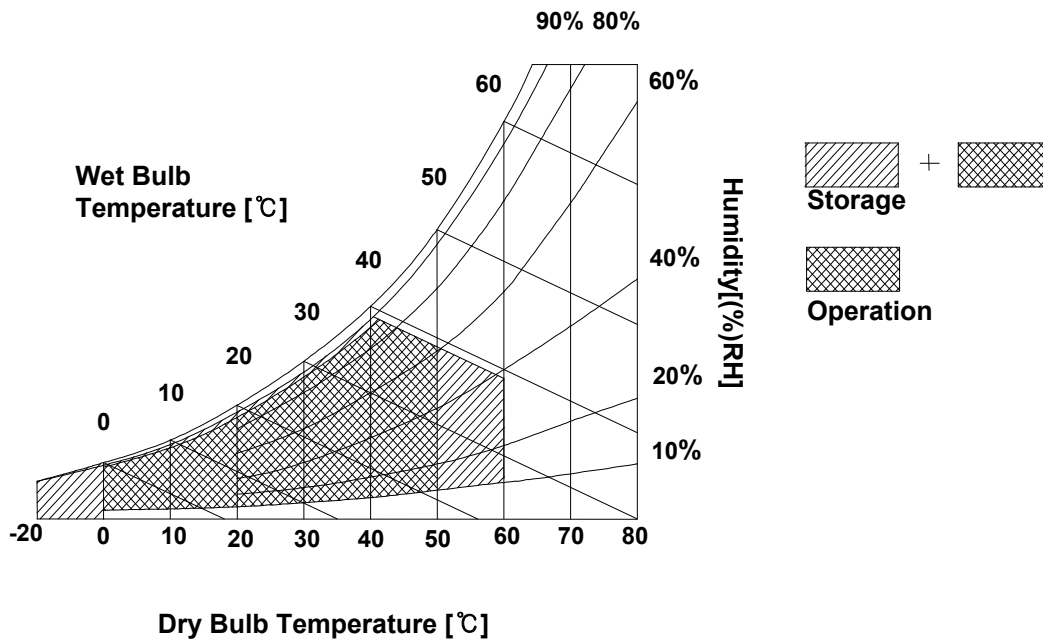 90% 80%
60
60%
50
Wet Bulb
Temperature [℃]
Storage
+
40
40%
Humidity[(%)RH]
30
Operation
20
20%
10
10%
0
-20 0 10 20 30 40 50 60 70 80
Dry Bulb Temperature [℃]